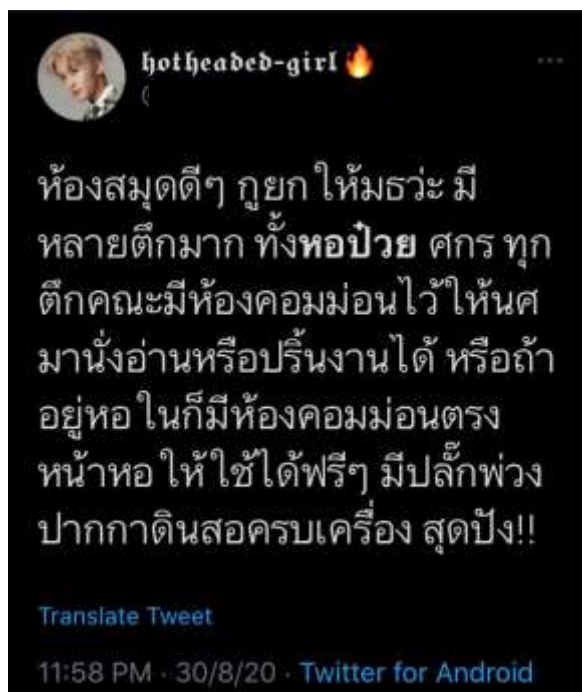 𝖍𝖔𝖙𝖍𝖊𝖆𝖉𝖊𝖉-𝖌𝖎𝖗𝖑🔥
ห้องสมุดดีๆ กูยก ให้มธว่ะ มี
หลายตึกมาก ทั้งหอป๋วย ศกร ทุก
ตึกคณะมีห้องคอมม่อนไว้ให้นศ
มานั่งอ่านหรือปริ้นงานได้ หรือถ้า
อยู่หอ ในก็มีห้องคอมม่อนตรง
หน้าหอ ให้ใช้ได้ฟรีๆ มีปลั๊กพ่วง
ปากกาดินสอครบเครื่อง สุดปัง!!
Translate Tweet
11:58 PM · 30/8/20 · Twitter for Android